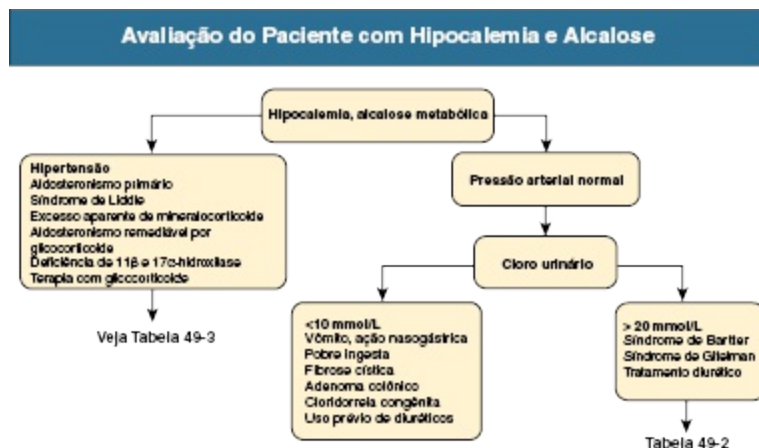 Avaliação do Paciente com Hipocalemia e Alcalose
Hipocalemia, alcalose metabólica
Hipertensão
Aldosteronismo primário
Síndrome de Liddle
Excesso aparente de mineralocorticoide
Aldosteronismo remediável por
glicocorticoide
Deficiência de 11β e 17α-hidroxilase
Terapia com glicocorticoide
Veja Tabela 49-3
Pressão arterial normal
Cloro urinário
<10 mmol/L
Vômito, ação nasogástrica
Pobre ingesta
Fibrose cística
Adenoma colônico
Cloridorreia congênita
Uso prévio de diuréticos
> 20 mmol/L
Síndrome de Bartter
Síndrome de Gitelman
Tratamento diurético
Tabela 49-2